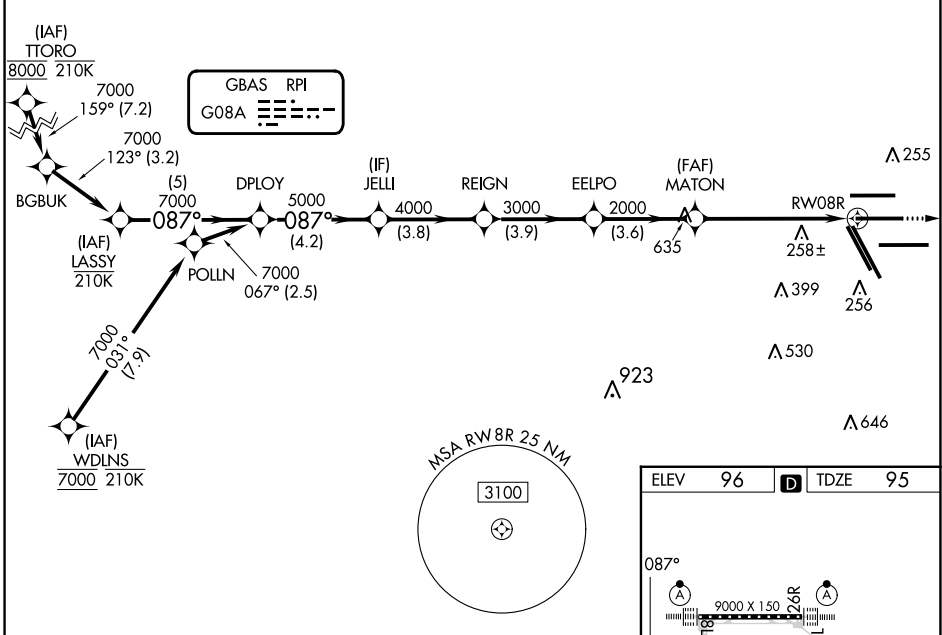 (IAF)
TTORO
8000 210K
7000
159° (7.2)
7000
123° (3.2)
BGBUK
GBAS RPI
G08A
(IAF)
LASSY
210K
(5)
7000
087°
DPLOY
5000
087°
(4.2)
POLLN
7000
067° (2.5)
7000
031°
(7.9)
(IAF)
WDLNS
7000 210K
(IF)
JELLI
4000
(3.8)
REIGN
3000
(3.9)
EELPO
2000
(3.6)
(FAF)
MATON
635
RW08R
255
258±
399
256
530
923
646
MSA RW8R 25 NM
3100
ELEV 96 D TDZE 95
087°
A
A
9000 X 150
26R
8L
L